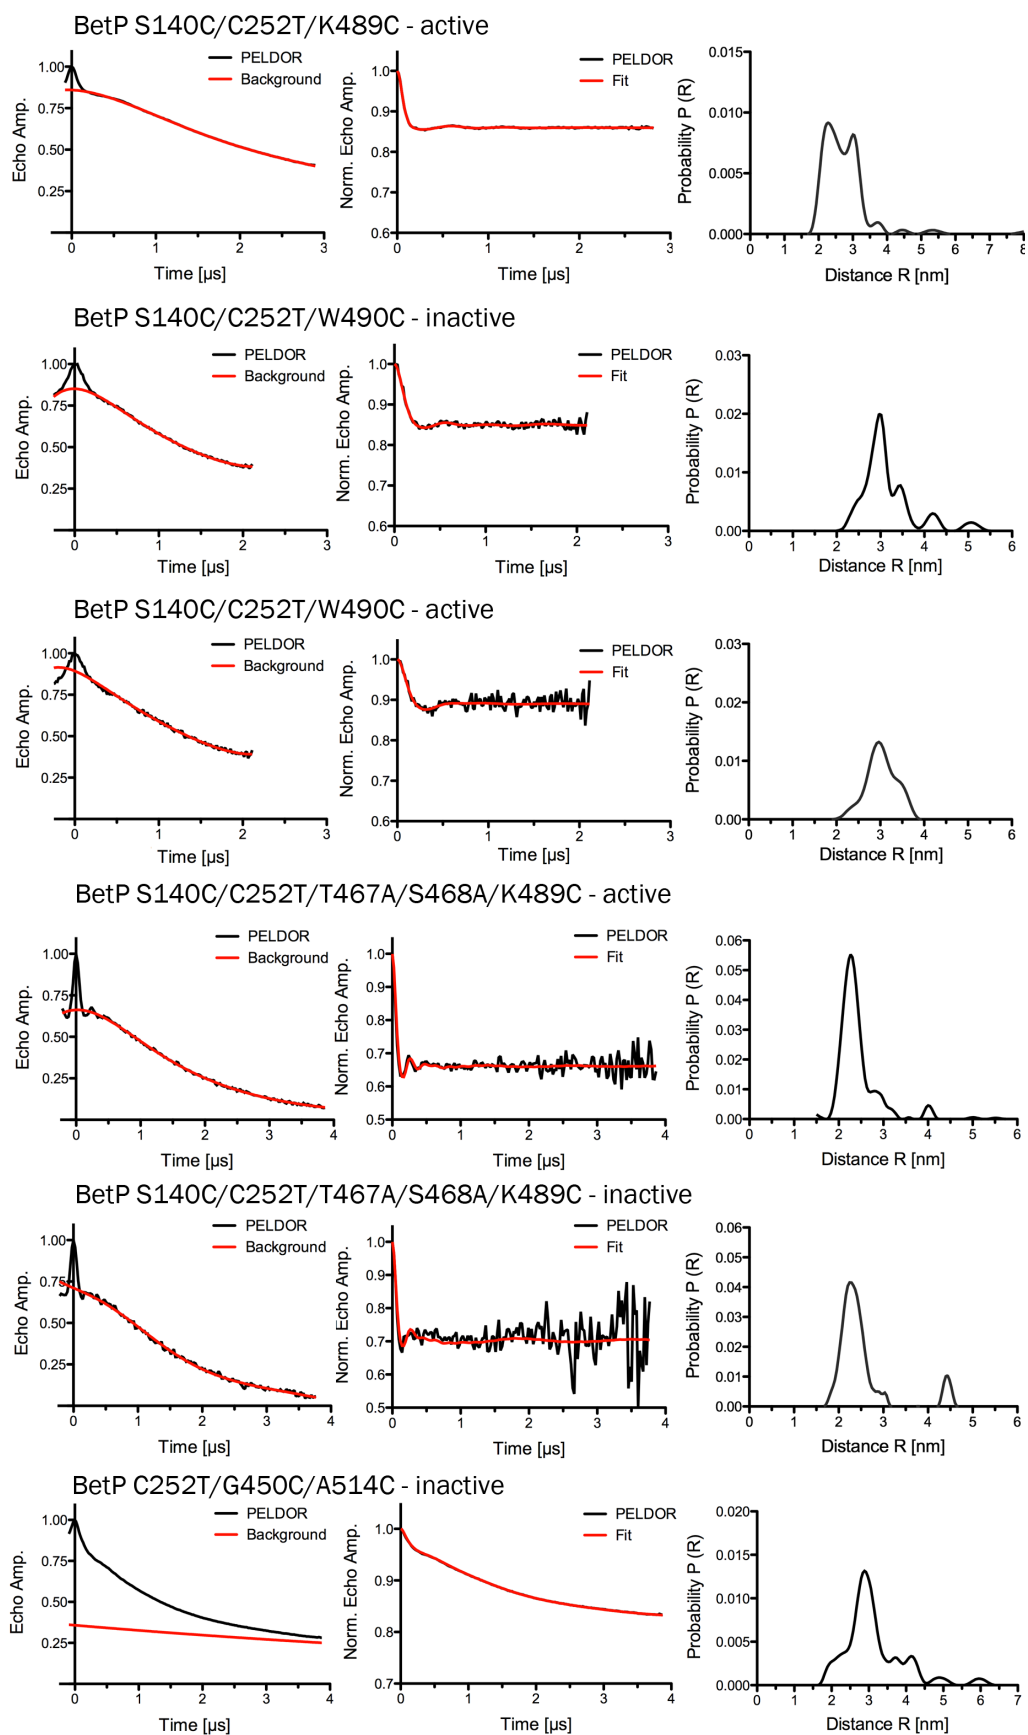 BetP S140C/C252T/K489C - active
PELDOR
Background
Echo Amp.
1.00
0.75
0.50
0.25
0 1 2 3
Time [µs]
PELDOR
Fit
Norm. Echo Amp.
1.0
0.9
0.8
0.7
0.6
0 1 2 3
Time [µs]
Probability P (R)
0.015
0.010
0.005
0.000
0 1 2 3 4 5 6 7 8
Distance R [nm]
BetP S140C/C252T/W490C - inactive
PELDOR
Background
Echo Amp.
1.00
0.75
0.50
0.25
0 1 2 3
Time [µs]
PELDOR
Fit
Norm. Echo Amp.
1.0
0.9
0.8
0.7
0.6
0 1 2 3
Time [µs]
Probability P (R)
0.03
0.02
0.01
0.00
0 1 2 3 4 5 6
Distance R [nm]
BetP S140C/C252T/W490C - active
PELDOR
Background
Echo Amp.
1.00
0.75
0.50
0.25
0 1 2 3
Time [µs]
PELDOR
Fit
Norm. Echo Amp.
1.0
0.9
0.8
0.7
0.6
0 1 2 3
Time [µs]
Probability P (R)
0.03
0.02
0.01
0.00
0 1 2 3 4 5 6
Distance R [nm]
BetP S140C/C252T/T467A/S468A/K489C - active
PELDOR
Background
Echo Amp.
1.00
0.75
0.50
0.25
0 1 2 3 4
Time [µs]
PELDOR
Fit
Norm. Echo Amp.
1.0
0.9
0.8
0.7
0.6
0.5
0 1 2 3 4
Time [µs]
Probability P (R)
0.06
0.05
0.04
0.03
0.02
0.01
0.00
0 1 2 3 4 5 6
Distance R [nm]
BetP S140C/C252T/T467A/S468A/K489C - inactive
PELDOR
Background
Echo Amp.
1.00
0.75
0.50
0.25
0 1 2 3 4
Time [µs]
PELDOR
Fit
Norm. Echo Amp.
1.0
0.9
0.8
0.7
0.6
0.5
0 1 2 3 4
Time [µs]
Probability P (R)
0.06
0.05
0.04
0.03
0.02
0.01
0.00
0 1 2 3 4 5 6
Distance R [nm]
BetP C252T/G450C/A514C - inactive
PELDOR
Background
Echo Amp.
1.00
0.75
0.50
0.25
0 1 2 3 4
Time [µs]
PELDOR
Fit
Norm. Echo Amp.
1.0
0.9
0.8
0.7
0 1 2 3 4
Time [µs]
Probability P (R)
0.020
0.015
0.010
0.005
0.000
0 1 2 3 4 5 6 7
Distance R [nm]